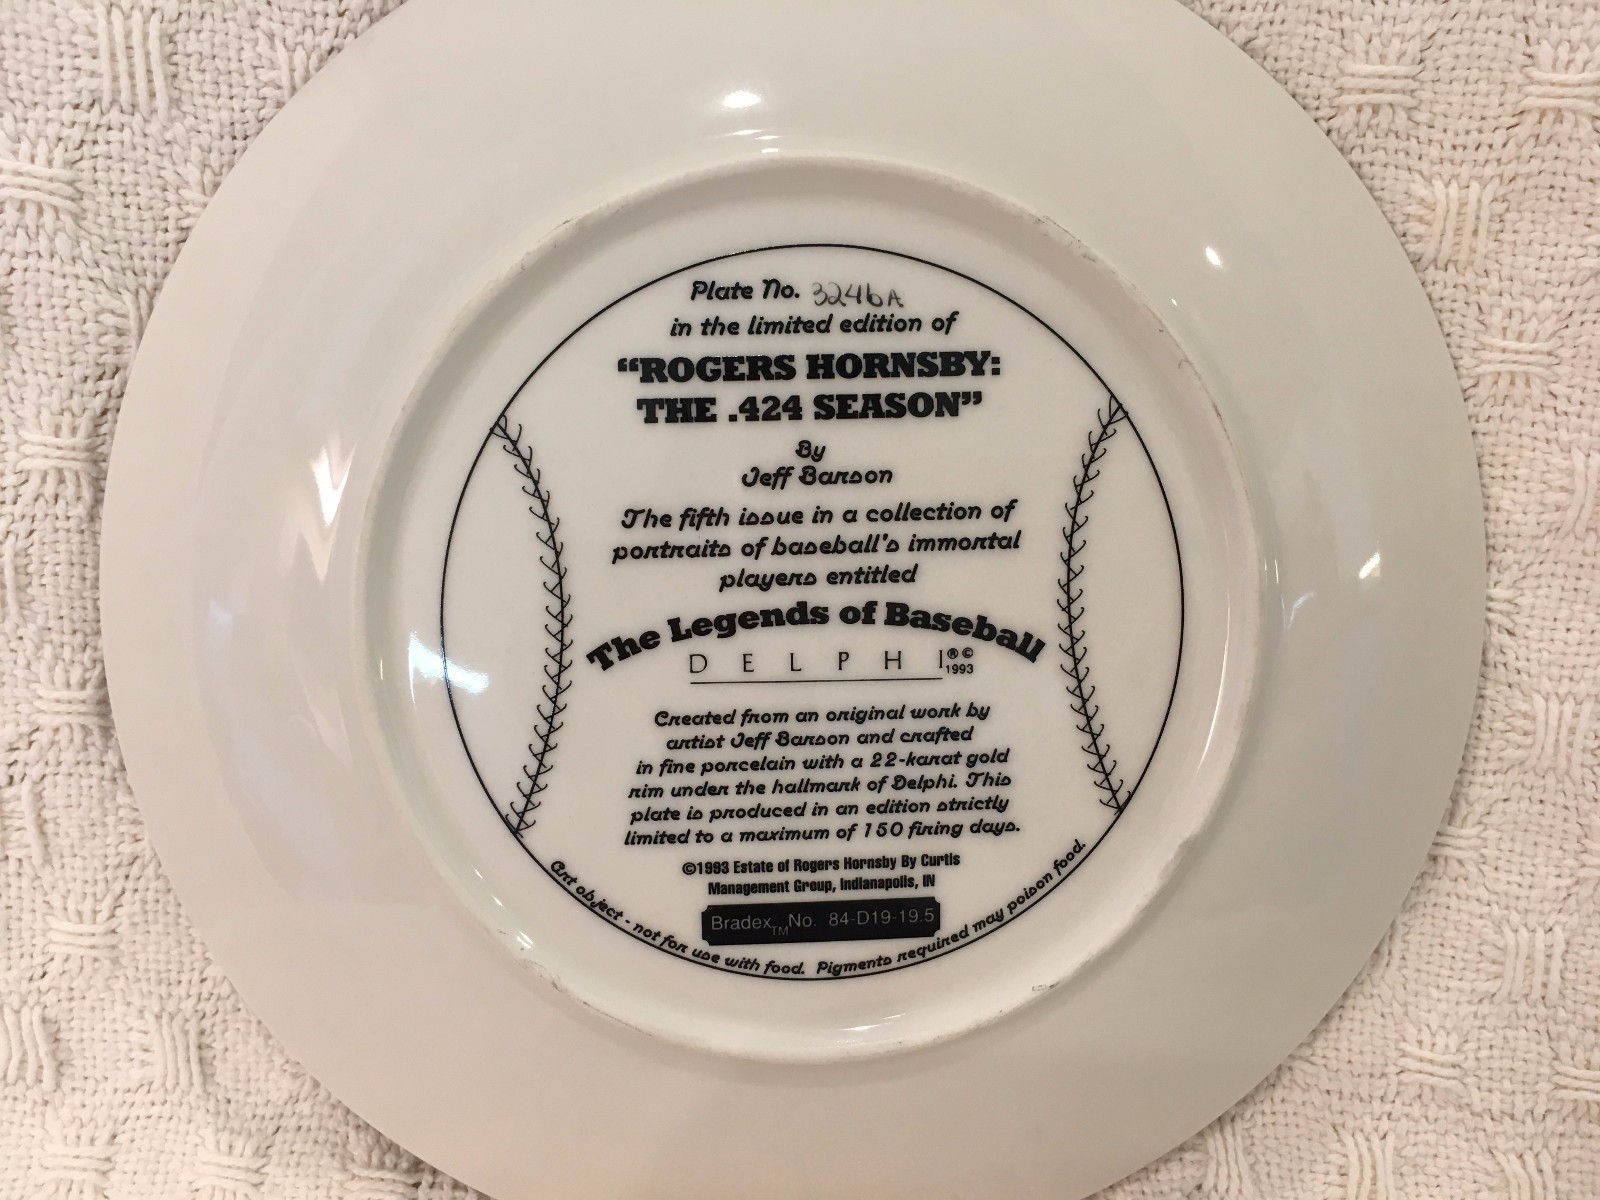 Plate No. 3246A
in the limited edition of
“ROGERS HORNSBY:
THE .424 SEASON”
By
Jeff Barson
The fifth issue in a collection of
portraits of baseball's immortal
players entitled
The Legends of Baseball
DELPHI®© 1993
Created from an original work by
artist Jeff Barson and crafted
in fine porcelain with a 22-karat gold
rim under the hallmark of Delphi. This
plate is produced in an edition strictly
limited to a maximum of 150 firing days.
©1993 Estate of Rogers Hornsby By Curtis
Management Group, Indianapolis, IN
Bradex™ No. 84-D19-19.5
Art object - not for use with food. Pigments required may poison food.